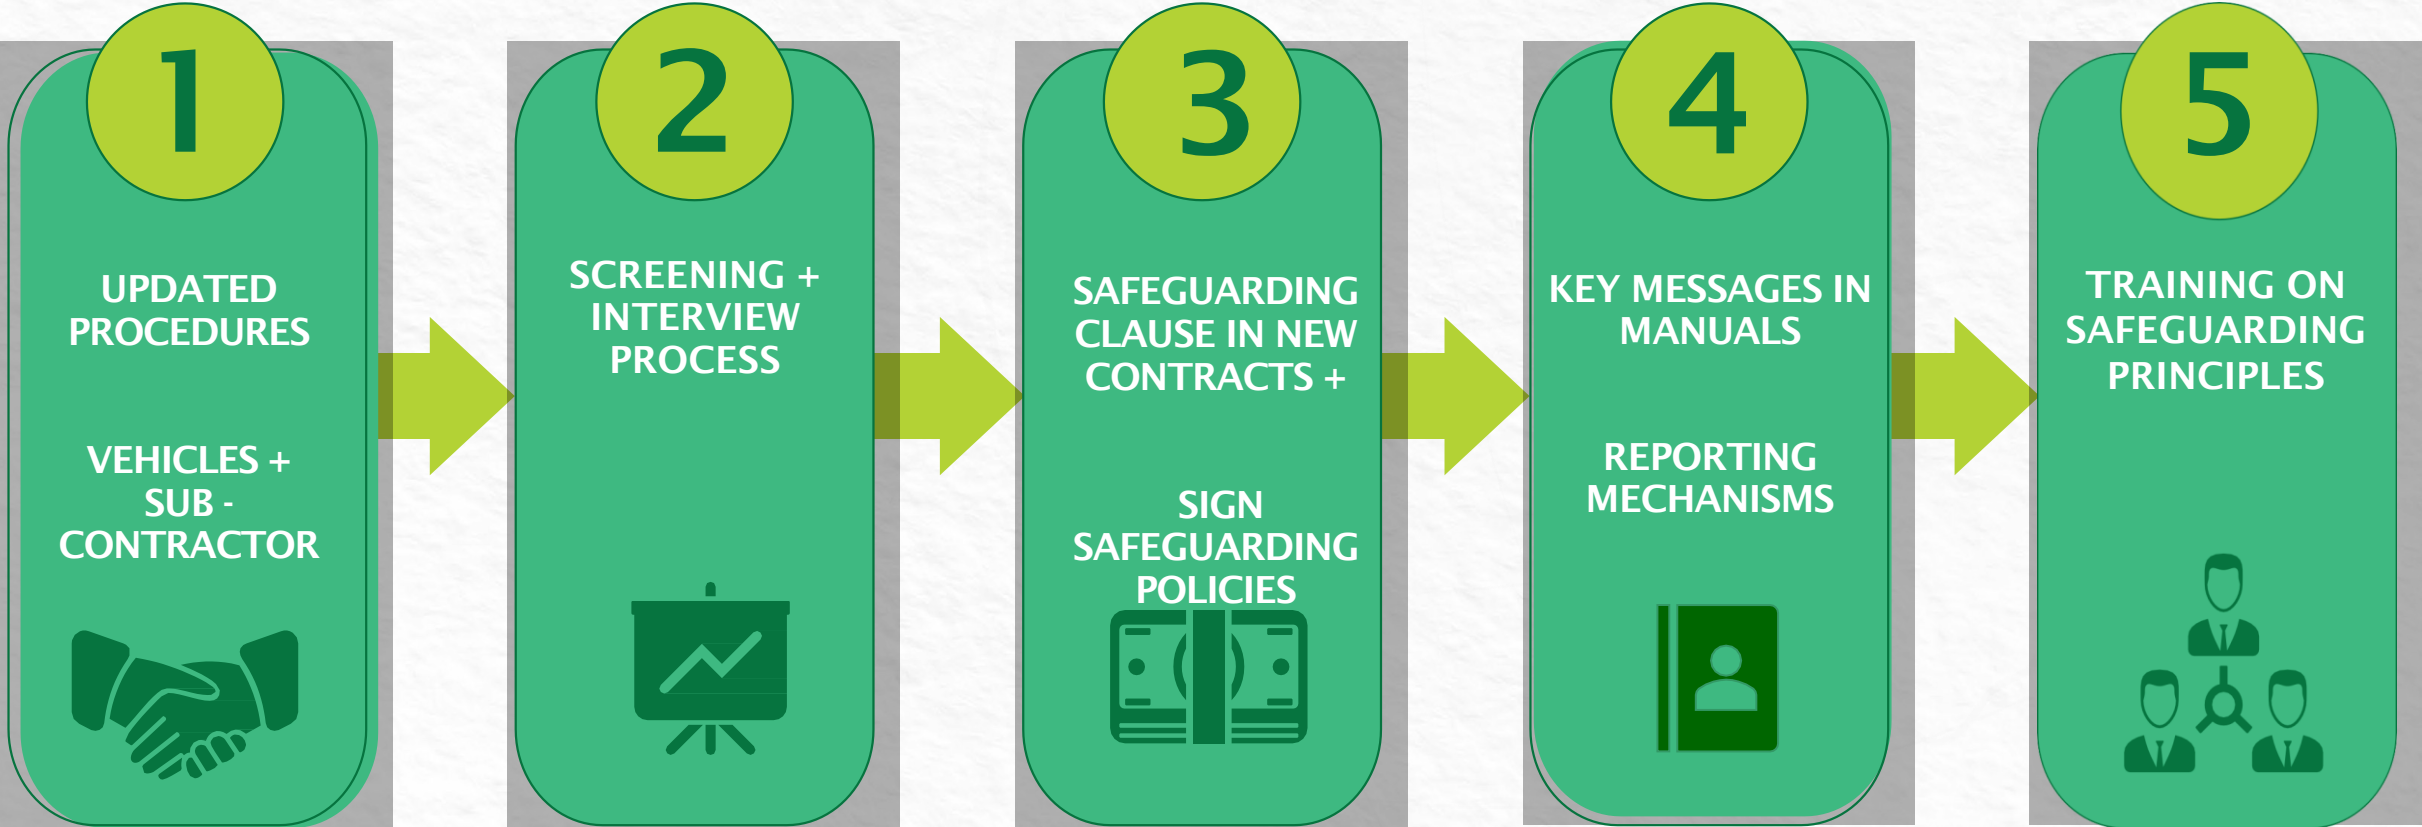 1
UPDATED
PROCEDURES
VEHICLES +
SUB -
CONTRACTOR
2
SCREENING +
INTERVIEW
PROCESS
3
SAFEGUARDING
CLAUSE IN NEW
CONTRACTS +
SIGN
SAFEGUARDING
POLICIES
4
KEY MESSAGES IN
MANUALS
REPORTING
MECHANISMS
5
TRAINING ON
SAFEGUARDING
PRINCIPLES